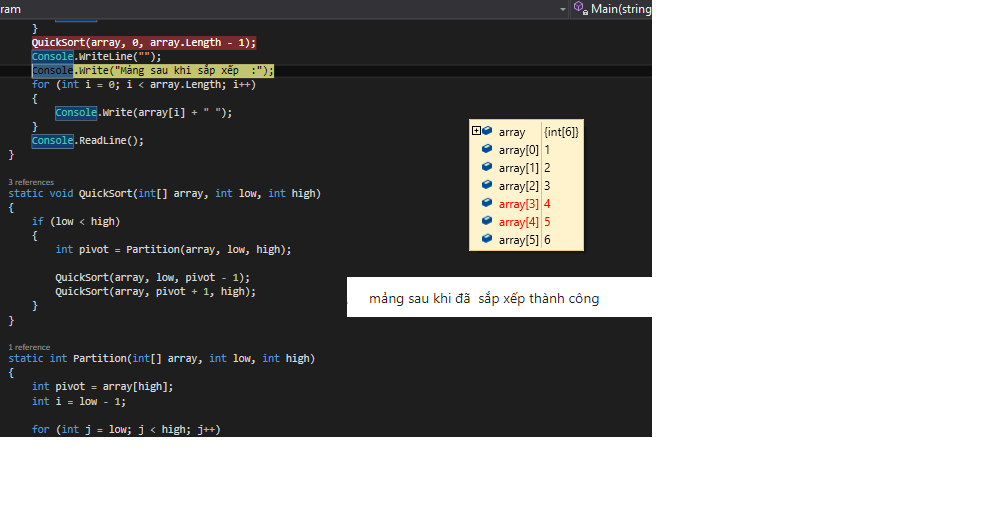 ram Main(string
}
QuickSort(array, 0, array.Length - 1);
Console.WriteLine("");
Console.Write("Mảng sau khi sắp xếp  :");
for (int i = 0; i < array.Length; i++)
{
Console.Write(array[i] + " ");
}
Console.ReadLine();
}
3 references
static void QuickSort(int[] array, int low, int high)
{
if (low < high)
{
int pivot = Partition(array, low, high);
QuickSort(array, low, pivot - 1);
QuickSort(array, pivot + 1, high);
}
}
1 reference
static int Partition(int[] array, int low, int high)
{
int pivot = array[high];
int i = low - 1;
for (int j = low; j < high; j++)
array {int[6]}
array[0] 1
array[1] 2
array[2] 3
array[3] 4
array[4] 5
array[5] 6
mảng sau khi đã  sắp xếp thành công